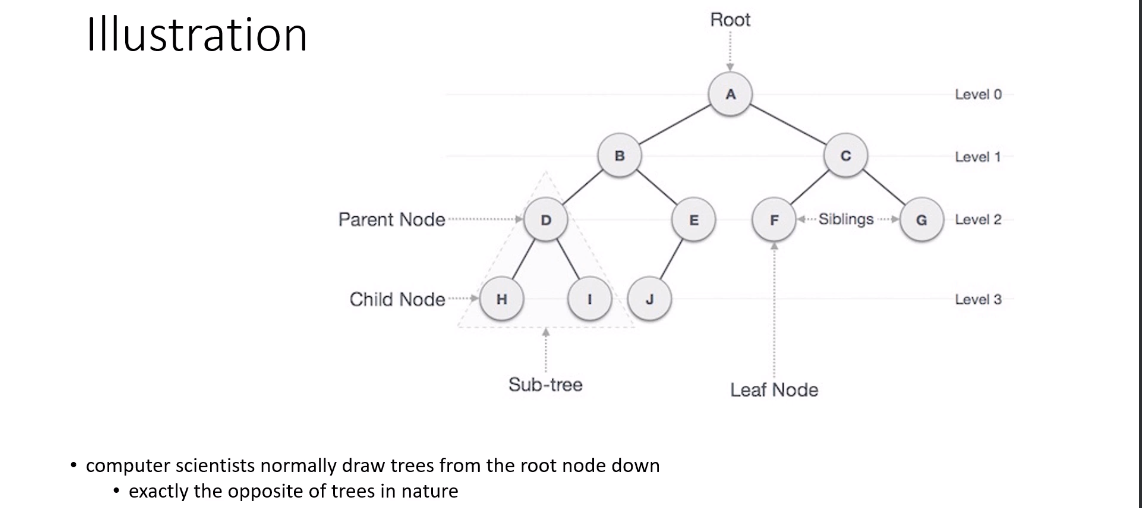 Illustration
Root
A
Level 0
B
C
Level 1
Parent Node
D
E
F
Siblings
G
Level 2
Child Node
H
I
J
Level 3
Sub-tree
Leaf Node
• computer scientists normally draw trees from the root node down
• exactly the opposite of trees in nature